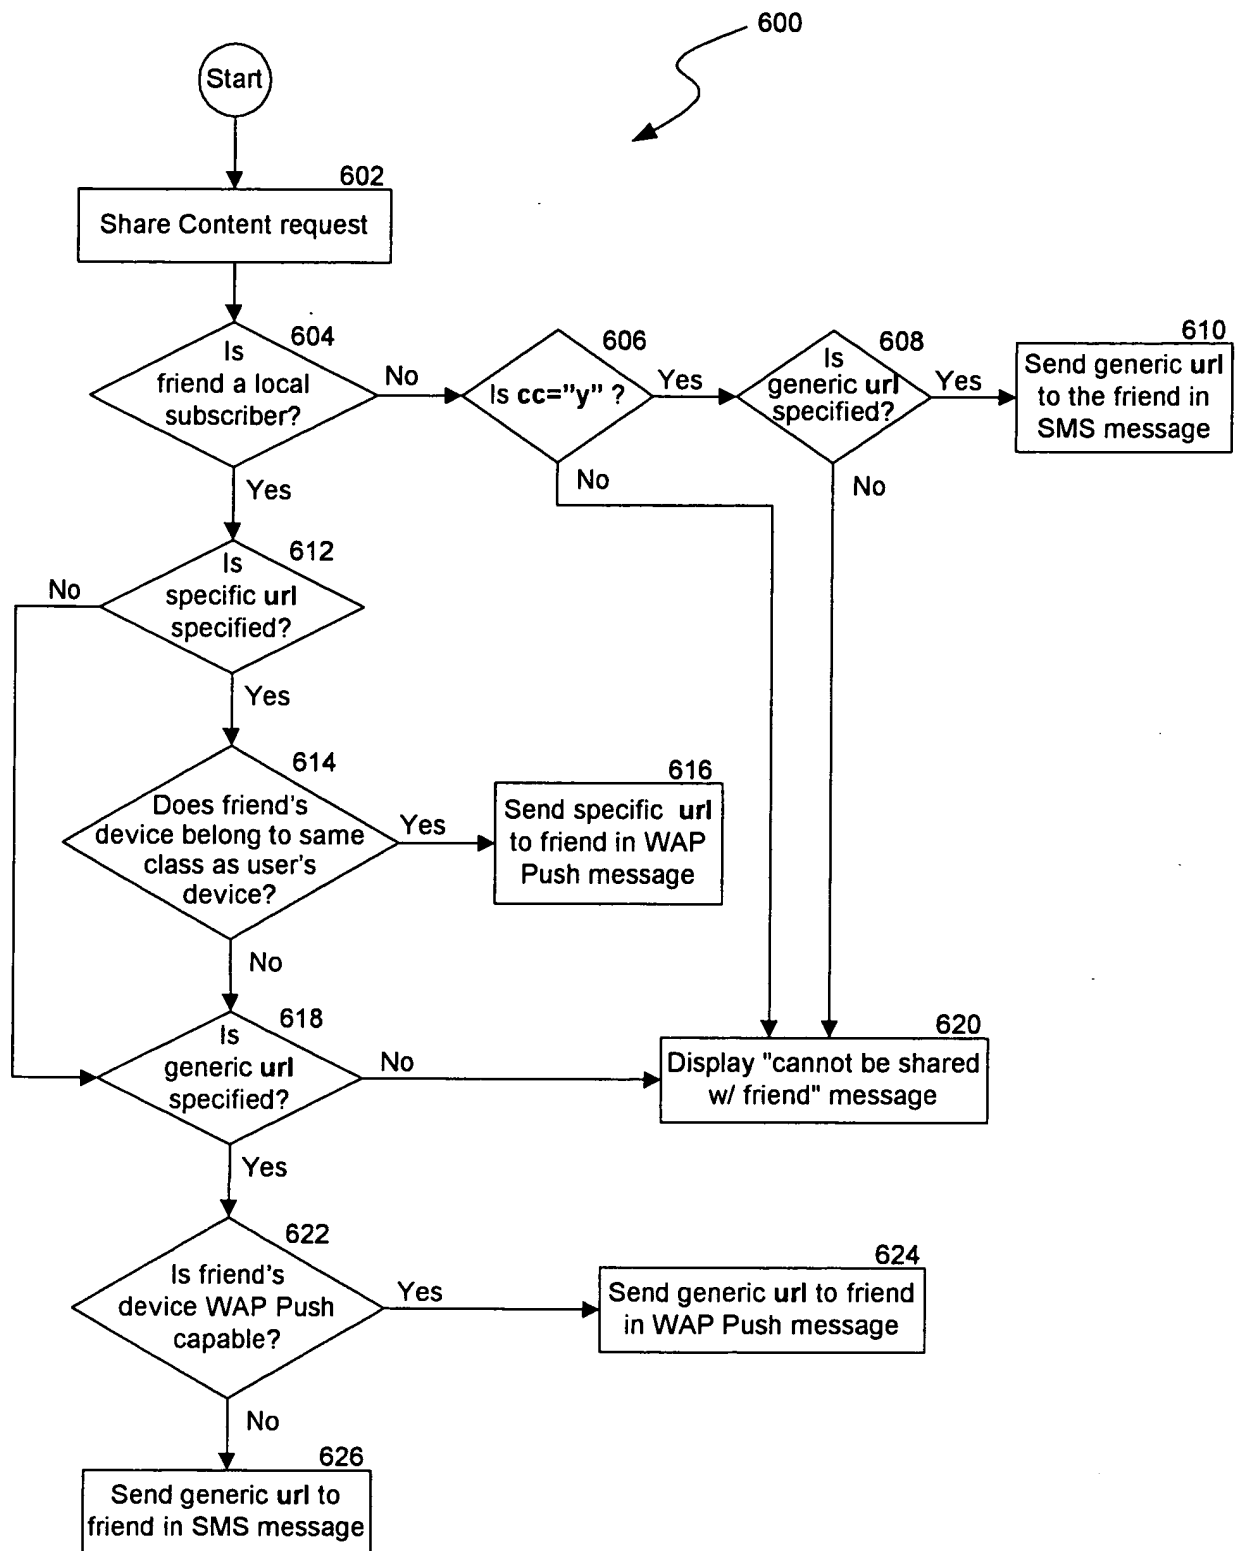 600
Start
602
Share Content request
604
Is
friend a local
subscriber?
No
606
Is cc="y" ?
Yes
608
Is
generic url
specified?
Yes
610
Send generic url
to the friend in
SMS message
Yes
No
No
612
Is
specific url
specified?
No
Yes
614
Does friend's
device belong to same
class as user's
device?
Yes
616
Send specific url
to friend in WAP
Push message
No
618
Is
generic url
specified?
No
620
Display "cannot be shared
w/ friend" message
Yes
622
Is friend's
device WAP Push
capable?
Yes
624
Send generic url to friend
in WAP Push message
No
626
Send generic url to
friend in SMS message